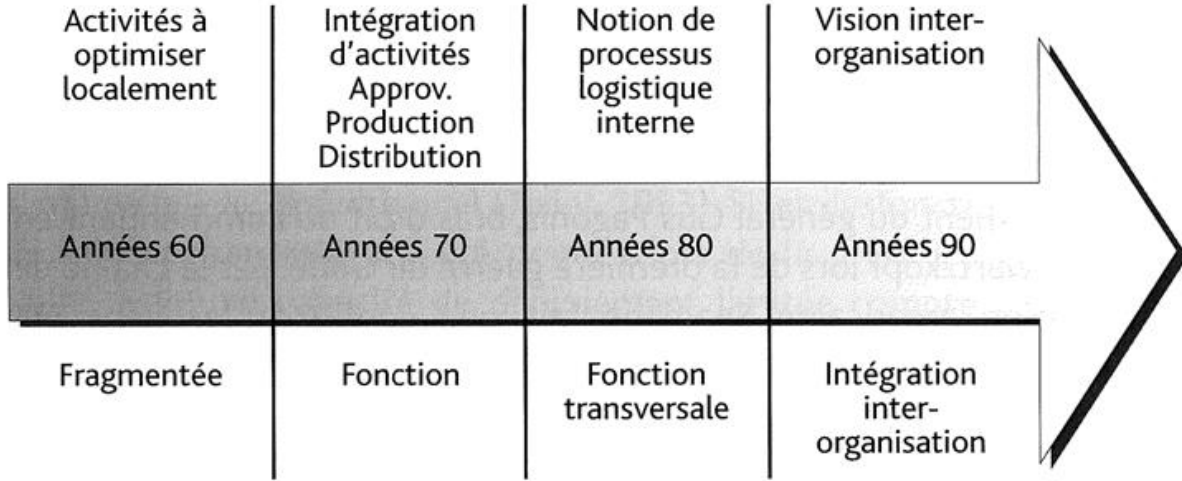 Activités à
optimiser
localement
Intégration
d'activités
Approv.
Production
Distribution
Notion de
processus
logistique
interne
Vision inter-
organisation
Années 60
Années 70
Années 80
Années 90
Fragmentée
Fonction
Fonction
transversale
Intégration
inter-
organisation